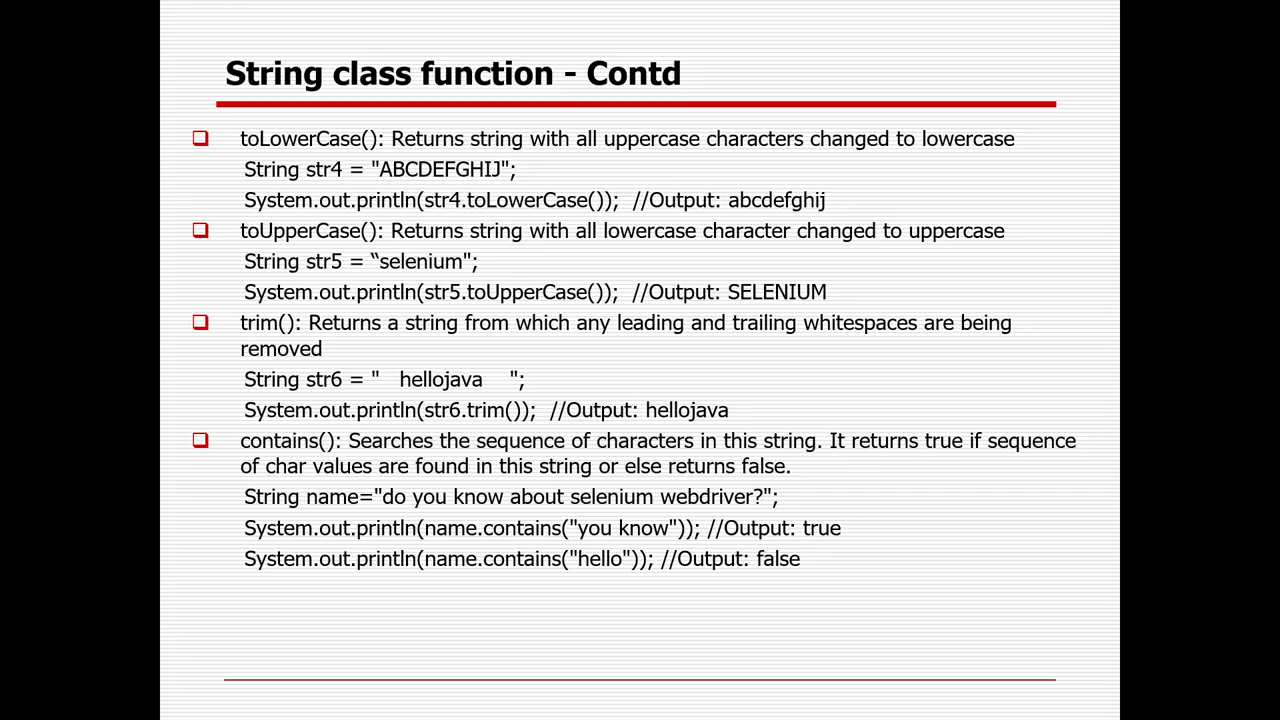 String class function - Contd
toLowerCase(): Returns string with all uppercase characters changed to lowercase
String str4 = "ABCDEFGHIJ";
System.out.println(str4.toLowerCase());  //Output: abcdefghij
toUpperCase(): Returns string with all lowercase character changed to uppercase
String str5 = “selenium";
System.out.println(str5.toUpperCase());  //Output: SELENIUM
trim(): Returns a string from which any leading and trailing whitespaces are being
removed
String str6 = "   hellojava    ";
System.out.println(str6.trim());  //Output: hellojava
contains(): Searches the sequence of characters in this string. It returns true if sequence
of char values are found in this string or else returns false.
String name="do you know about selenium webdriver?";
System.out.println(name.contains("you know")); //Output: true
System.out.println(name.contains("hello")); //Output: false